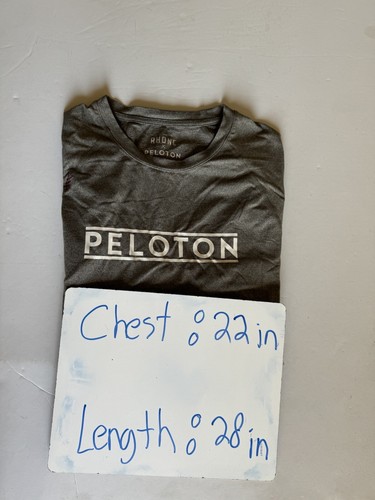 RHONE
×
PELOTON
PELOTON
Chest : 22 in
Length : 28 in